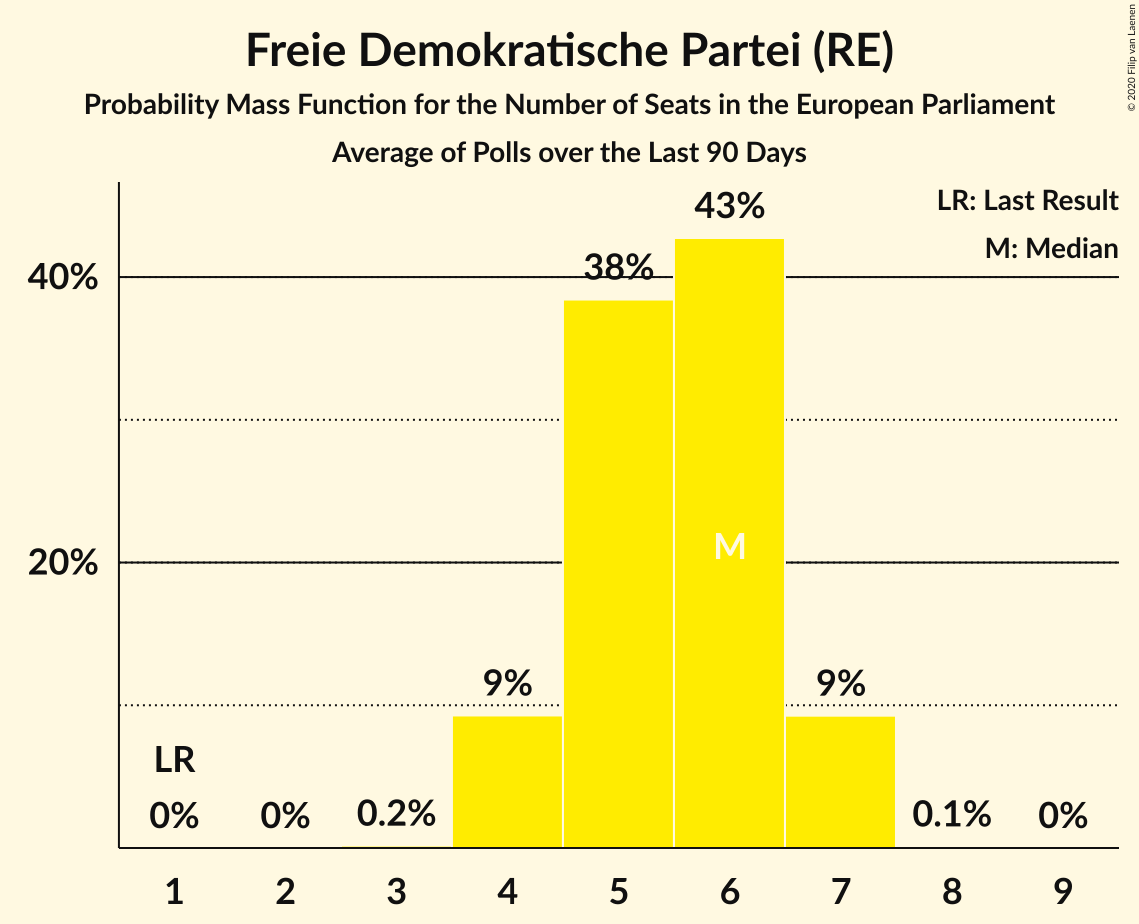 Freie Demokratische Partei (RE)
Probability Mass Function for the Number of Seats in the European Parliament
Average of Polls over the Last 90 Days
© 2020 Filip van Laenen
LR: Last Result
M: Median
43%
38%
40%
M
20%
9%
9%
LR
0%
0%
0.2%
0.1%
0%
1 2 3 4 5 6 7 8 9